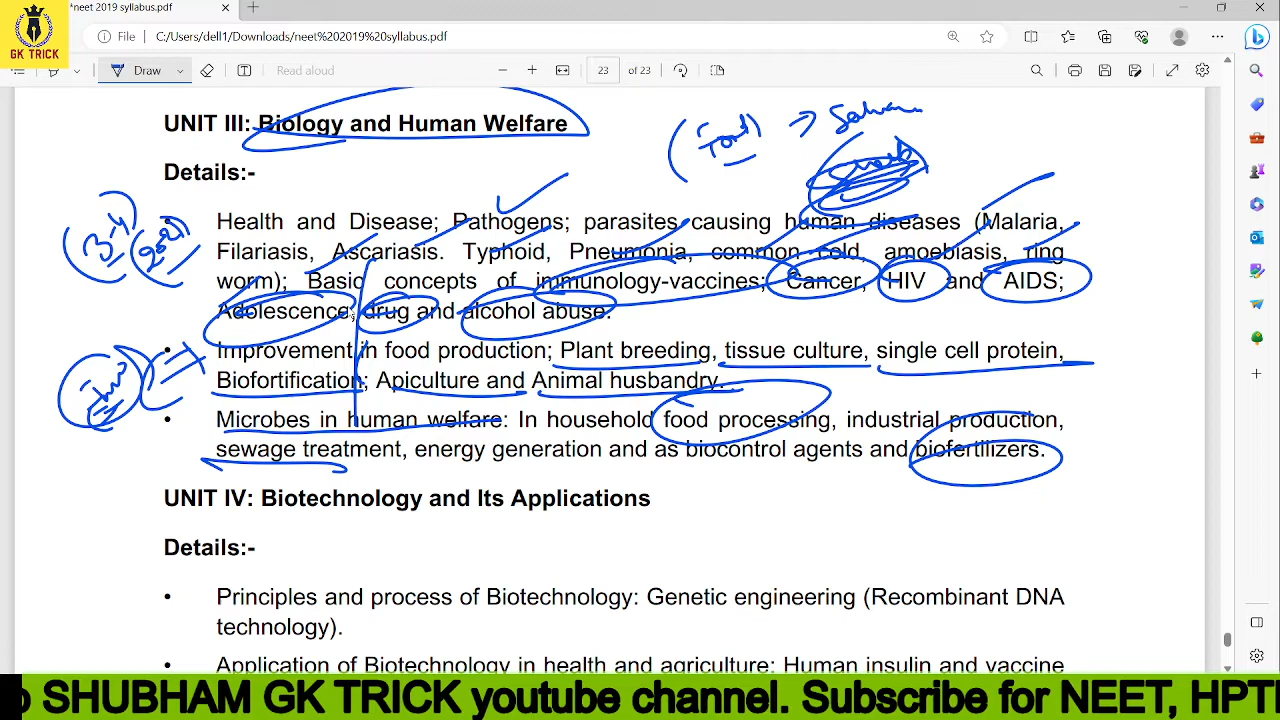 *neet 2019 syllabus.pdf
GK TRICK
File C:/Users/dell1/Downloads/neet%202019%20syllabus.pdf
Draw Read aloud 23 of 23
UNIT III: Biology and Human Welfare
Details:-
Health and Disease; Pathogens; parasites causing human diseases (Malaria,
Filariasis, Ascariasis. Typhoid, Pneumonia, common cold, amoebiasis, ring
worm); Basic concepts of immunology-vaccines; Cancer, HIV and AIDS;
Adolescence, drug and alcohol abuse.
• Improvement in food production; Plant breeding, tissue culture, single cell protein,
Biofortification; Apiculture and Animal husbandry.
• Microbes in human welfare: In household food processing, industrial production,
sewage treatment, energy generation and as biocontrol agents and biofertilizers.
UNIT IV: Biotechnology and Its Applications
Details:-
• Principles and process of Biotechnology: Genetic engineering (Recombinant DNA
technology).
• Application of Biotechnology in health and agriculture: Human insulin and vaccine
SHUBHAM GK TRICK youtube channel. Subscribe for NEET,